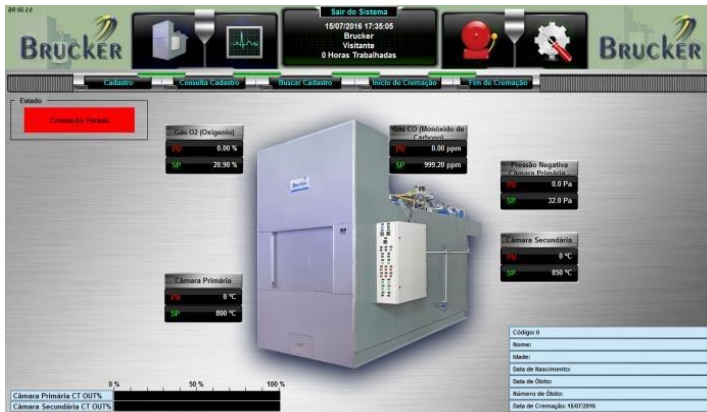 BR SG 2.0
BRUCKER
Sair do Sistema
15/07/2016 17:35:05
Brucker
Visitante
0 Horas Trabalhadas
BRUCKER
Cadastro
Consulta Cadastro
Buscar Cadastro
Início de Cremação
Fim de Cremação
Estado
Cremação Parada
Gás O2 (Oxigenio)
PV 0.00 %
SP 20.90 %
Gás CO (Monóxido de
Carbono)
PV 0.00 ppm
SP 999.20 ppm
Pressão Negativa
Câmara Primária
PV 0.0 Pa
SP 32.0 Pa
Câmara Secundária
PV 0 ºC
SP 850 ºC
Câmara Primária
PV 0 ºC
SP 800 ºC
Brucker
Código: 0
Nome:
Idade:
Data de Nascimento:
Data de Óbito:
Número de Óbito:
Data de Cremação: 15/07/2016
0 % 50 % 100 %
Câmara Primária CT OUT%
Câmara Secundária CT OUT%